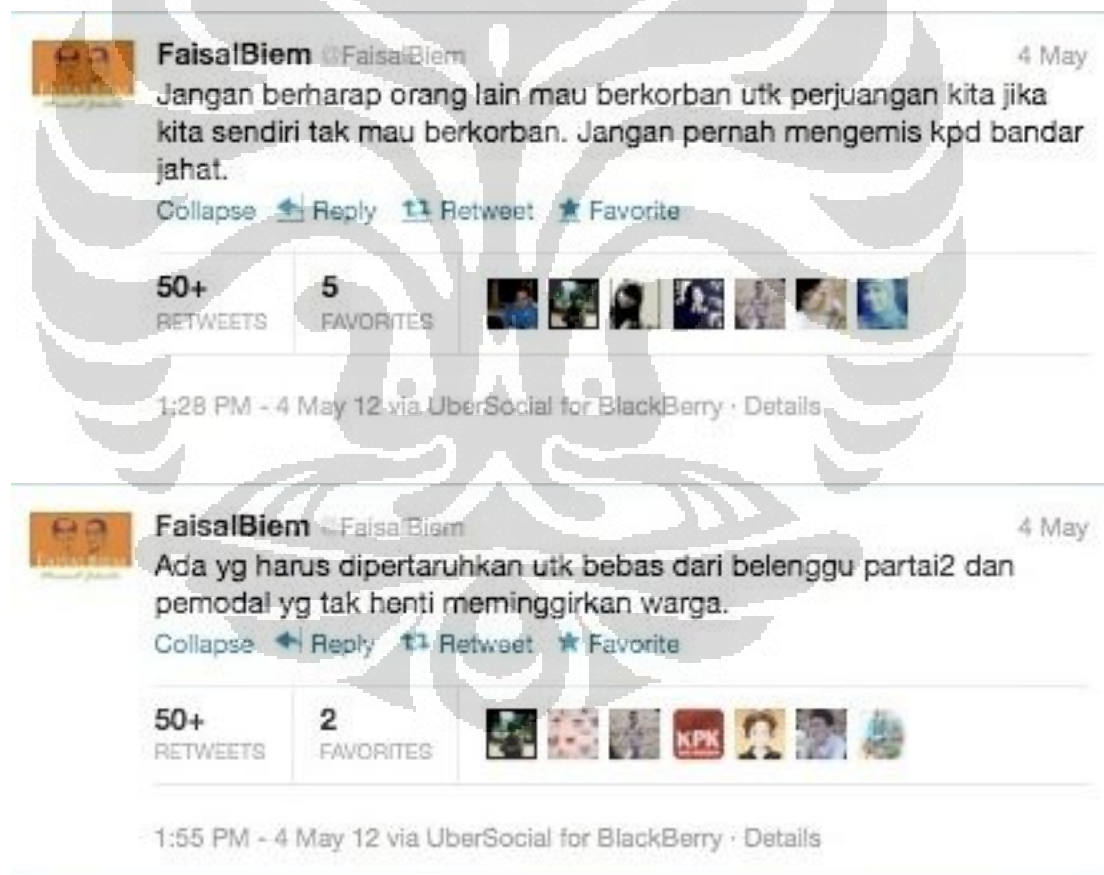 FaisalBiem @FaisalBiem 4 May
Jangan berharap orang lain mau berkorban utk perjuangan kita jika
kita sendiri tak mau berkorban. Jangan pernah mengemis kpd bandar
jahat.
Collapse Reply Retweet Favorite
50+ 5
RETWEETS FAVORITES
1:28 PM - 4 May 12 via UberSocial for BlackBerry · Details
FaisalBiem @FaisalBiem 4 May
Ada yg harus dipertaruhkan utk bebas dari belenggu partai2 dan
pemodal yg tak henti meminggirkan warga.
Collapse Reply Retweet Favorite
50+ 2 KPK
RETWEETS FAVORITES
1:55 PM - 4 May 12 via UberSocial for BlackBerry · Details